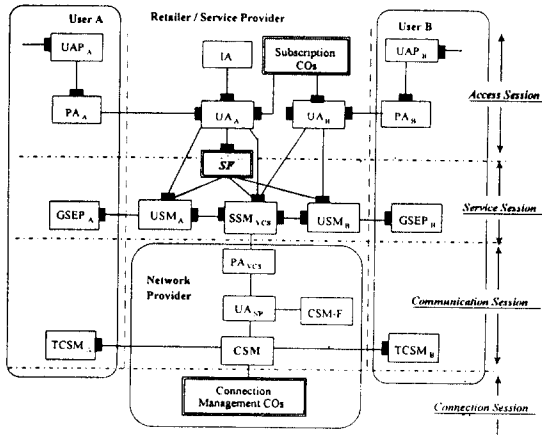 User A
Retailer / Service Provider
User B
UAP A
IA
Subscription COs
UAP B
PA A
UA A
UA B
PA B
Access Session
SF
GSEP A
USM A
SSM VCS
USM B
GSEP B
Service Session
PA VCS
Network Provider
UA SP
CSM-F
Communication Session
TCSM A
CSM
TCSM B
Connection Management COs
Connection Session